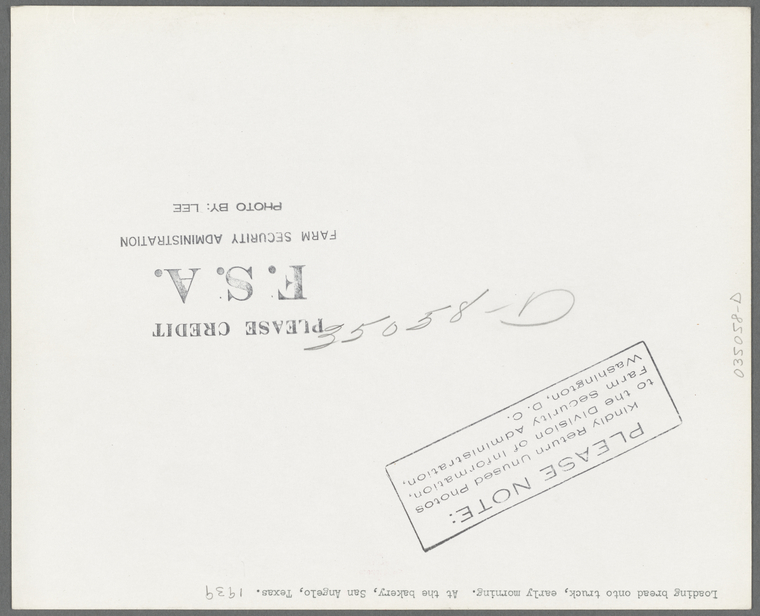 Loading bread onto truck, early morning. At the bakery, San Angelo, Texas. 1939
PLEASE NOTE:
Kindly Return Unused Photos
to the Division of Information,
Farm Security Administration,
Washington, D. C.
PLEASE CREDIT
F.S.A.
FARM SECURITY ADMINISTRATION
PHOTO BY: LEE
35058-D
035058-D